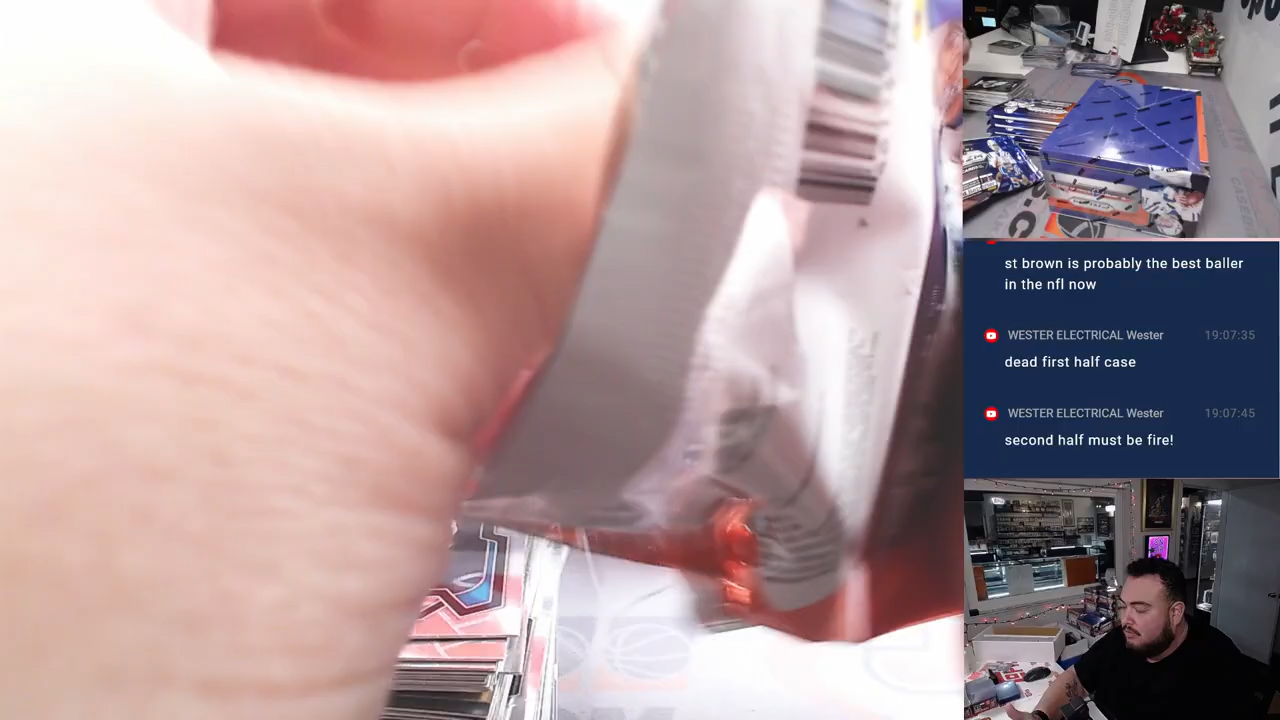 st brown is probably the best baller
in the nfl now
WESTER ELECTRICAL Wester 19:07:35
dead first half case
WESTER ELECTRICAL Wester 19:07:45
second half must be fire!